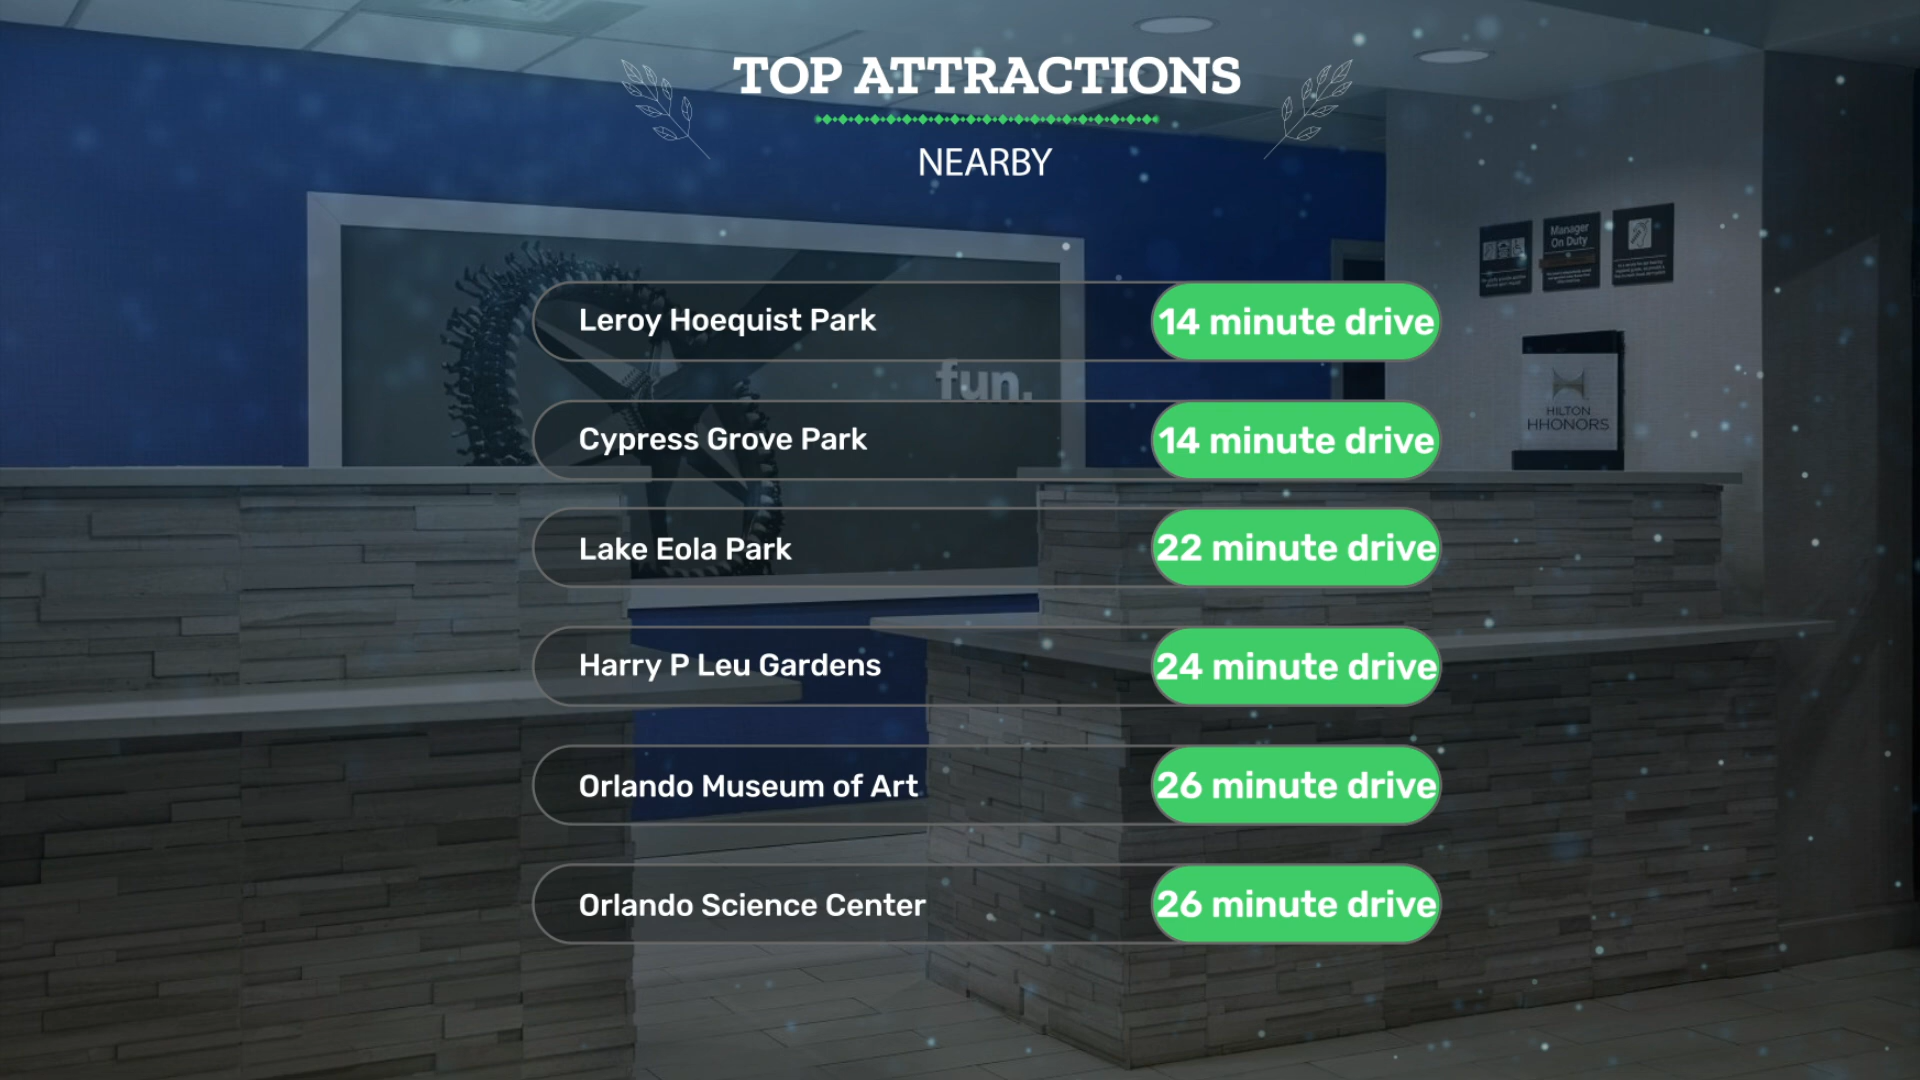 TOP ATTRACTIONS
NEARBY
Manager
On Duty
Leroy Hoequist Park
14 minute drive
fun.
HILTON
HHONORS
Cypress Grove Park
14 minute drive
Lake Eola Park
22 minute drive
Harry P Leu Gardens
24 minute drive
Orlando Museum of Art
26 minute drive
Orlando Science Center
26 minute drive